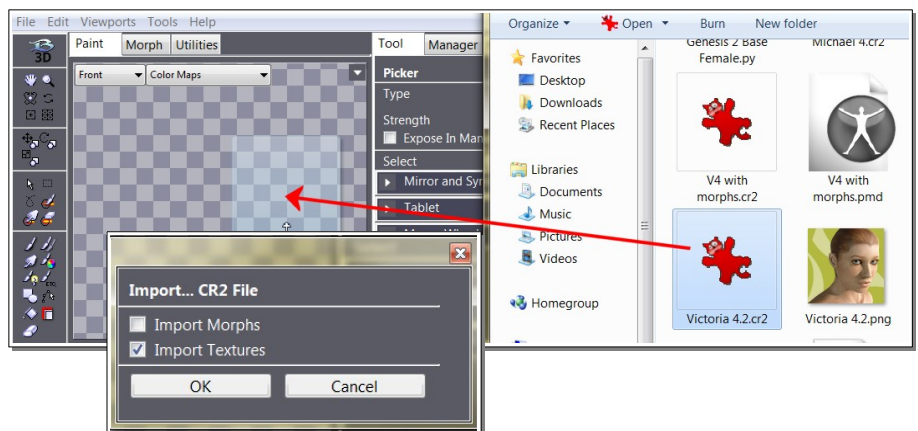 File Edit Viewports Tools Help
3D
Paint Morph Utilities
Front Color Maps
Tool Manager
Picker
Type
Strength
Expose In Man
Select
Mirror and Syn
Tablet
Import... CR2 File
Import Morphs
Import Textures
OK Cancel
Organize Open Burn New folder
Favorites
Desktop
Downloads
Recent Places
Libraries
Documents
Music
Pictures
Videos
Homegroup
Genesis 2 Base
Female.py
Michael 4.cr2
V4 with
morphs.cr2
V4 with
morphs.pmd
Victoria 4.2.cr2
Victoria 4.2.png